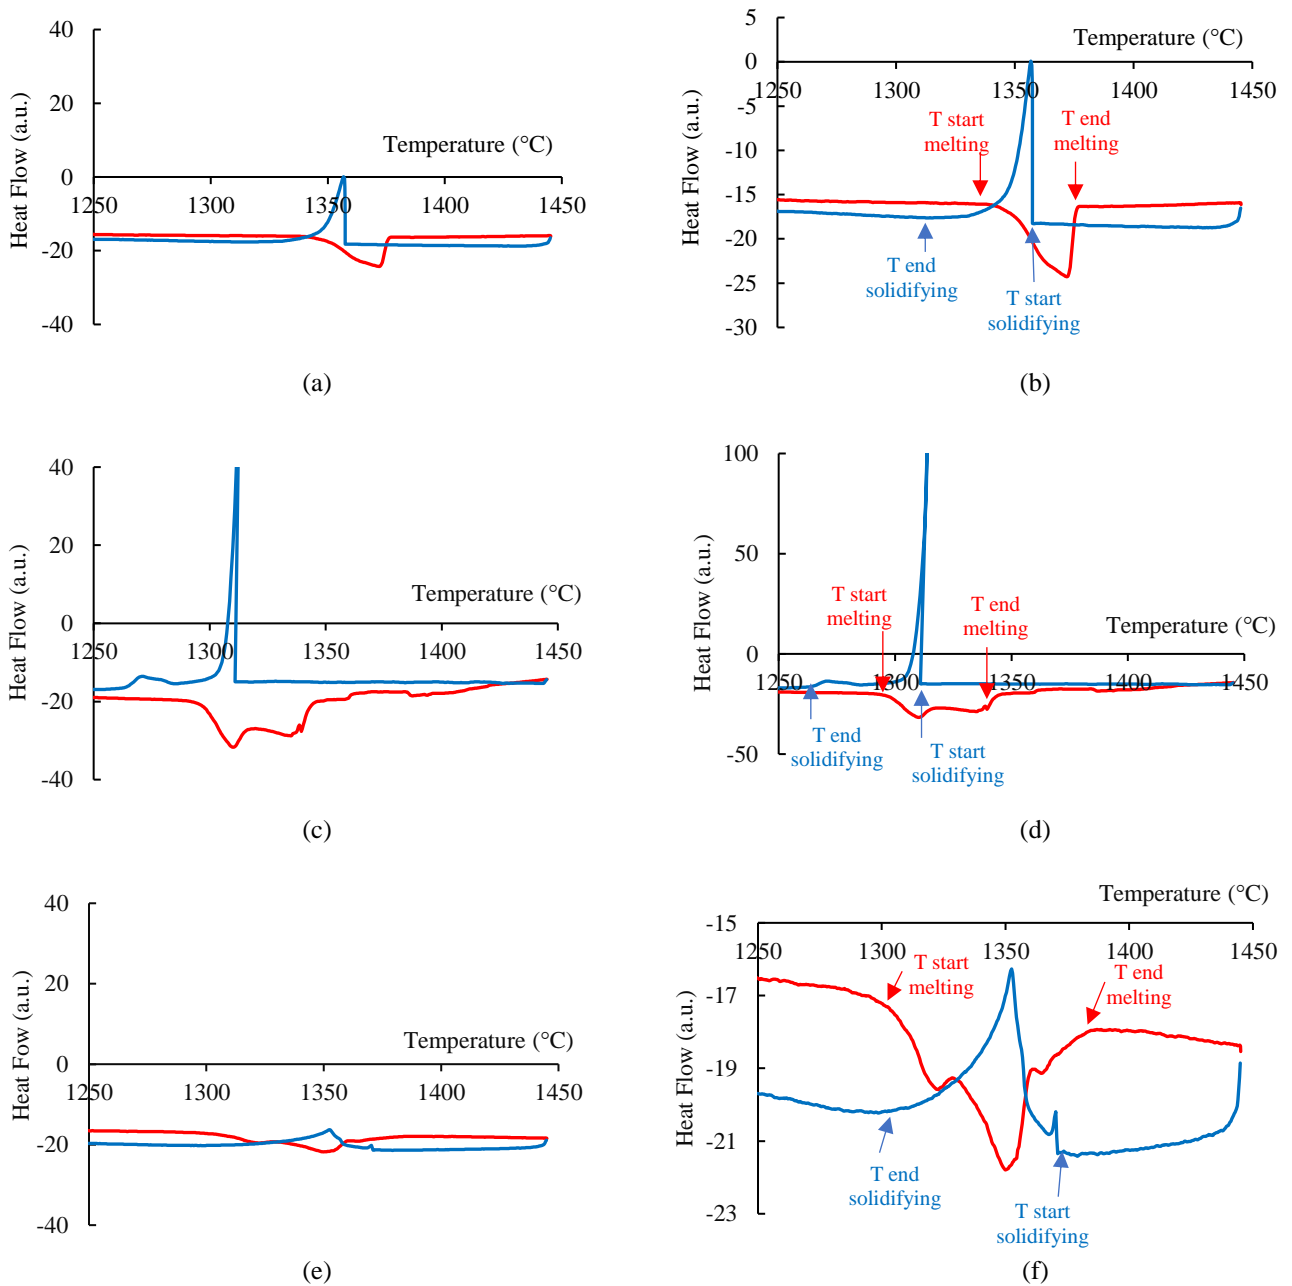 40
20
0
-20
-40
1250
1300
1350
1400
1450
Temperature (°C)
Heat Flow (a.u.)
(a)
5
0
-5
-10
-15
-20
-25
-30
1250
1300
1350
1400
1450
Temperature (°C)
Heat Flow (a.u.)
T start
melting
T end
melting
T end
solidifying
T start
solidifying
(b)
40
20
0
-20
-40
1250
1300
1350
1400
1450
Temperature (°C)
Heat Flow (a.u.)
(c)
100
50
0
-50
1250
1300
1350
1400
1450
Temperature (°C)
Heat Flow (a.u.)
T start
melting
T end
melting
T end
solidifying
T start
solidifying
(d)
40
20
0
-20
-40
1250
1300
1350
1400
1450
Temperature (°C)
Heat Fow (a.u.)
(e)
-15
-17
-19
-21
-23
1250
1300
1350
1400
1450
Temperature (°C)
Heat Flow (a.u.)
T start
melting
T end
melting
T end
solidifying
T start
solidifying
(f)